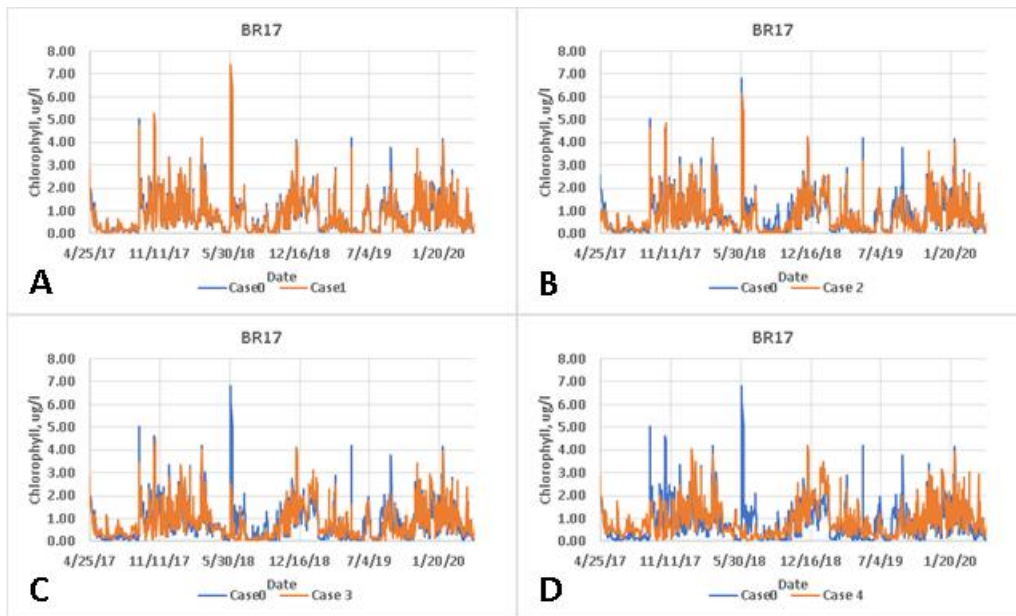 BR17
8.00
7.00
6.00
5.00
4.00
3.00
2.00
1.00
0.00
Chlorophyll, ug/l
4/25/17 11/11/17 5/30/18 12/16/18 7/4/19 1/20/20
Date
Case0 Case1
A
BR17
8.00
7.00
6.00
5.00
4.00
3.00
2.00
1.00
0.00
Chlorophyll, ug/l
4/25/17 11/11/17 5/30/18 12/16/18 7/4/19 1/20/20
Date
Case0 Case 2
B
BR17
8.00
7.00
6.00
5.00
4.00
3.00
2.00
1.00
0.00
Chlorophyll, ug/l
4/25/17 11/11/17 5/30/18 12/16/18 7/4/19 1/20/20
Date
Case0 Case 3
C
BR17
8.00
7.00
6.00
5.00
4.00
3.00
2.00
1.00
0.00
Chlorophyll, ug/l
4/25/17 11/11/17 5/30/18 12/16/18 7/4/19 1/20/20
Date
Case0 Case 4
D